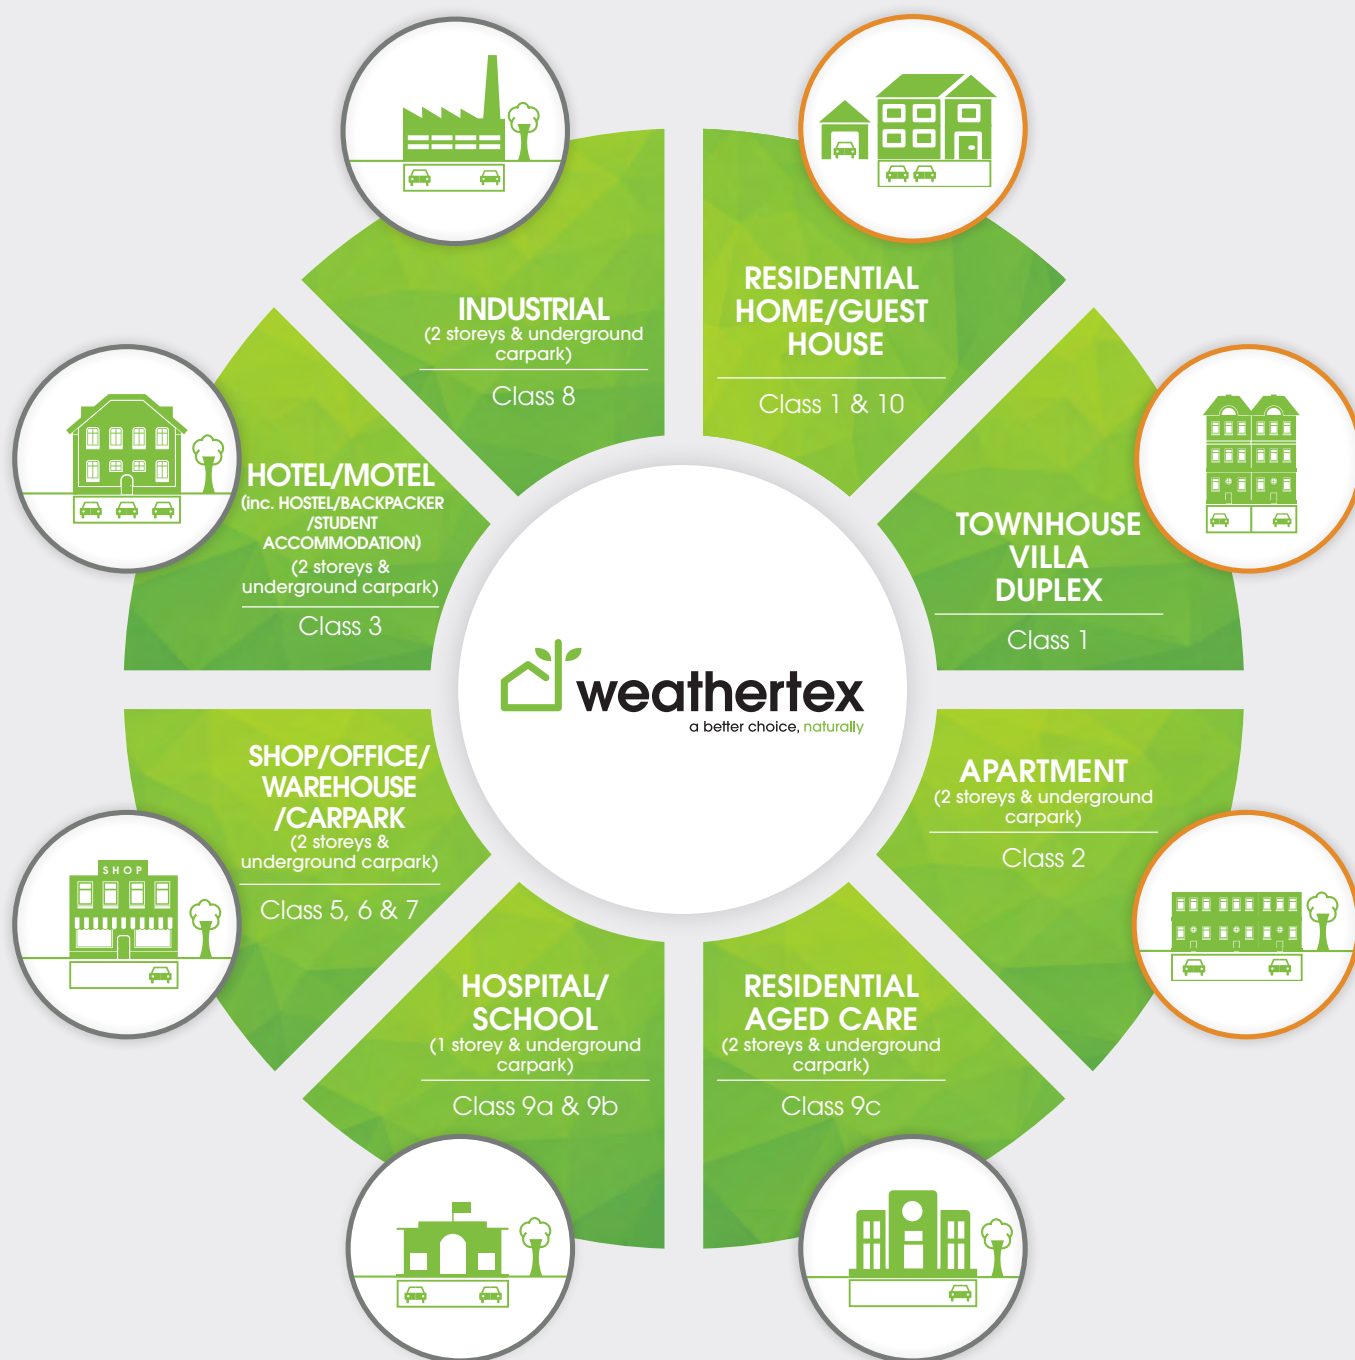 INDUSTRIAL
(2 storeys & underground
carpark)
Class 8
RESIDENTIAL
HOME/GUEST
HOUSE
Class 1 & 10
HOTEL/MOTEL
(inc. HOSTEL/BACKPACKER
/STUDENT
ACCOMMODATION)
(2 storeys &
underground carpark)
Class 3
TOWNHOUSE
VILLA
DUPLEX
Class 1
weathertex
a better choice, naturally
SHOP/OFFICE/
WAREHOUSE
/CARPARK
(2 storeys &
underground carpark)
Class 5, 6 & 7
SHOP
APARTMENT
(2 storeys & underground
carpark)
Class 2
HOSPITAL/
SCHOOL
(1 storey & underground
carpark)
Class 9a & 9b
RESIDENTIAL
AGED CARE
(2 storeys & underground
carpark)
Class 9c